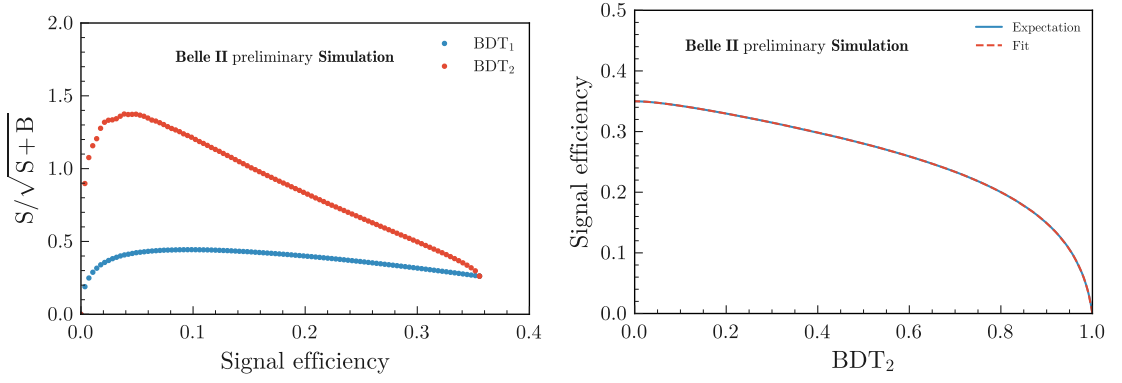 2.0
1.5
1.0
0.5
0.0
S/√S + B
Belle II preliminary Simulation
BDT₁
BDT₂
0.0 0.1 0.2 0.3 0.4
Signal efficiency
0.5
0.4
0.3
0.2
0.1
0.0
Signal efficiency
Belle II preliminary Simulation
Expectation
Fit
0.0 0.2 0.4 0.6 0.8 1.0
BDT₂